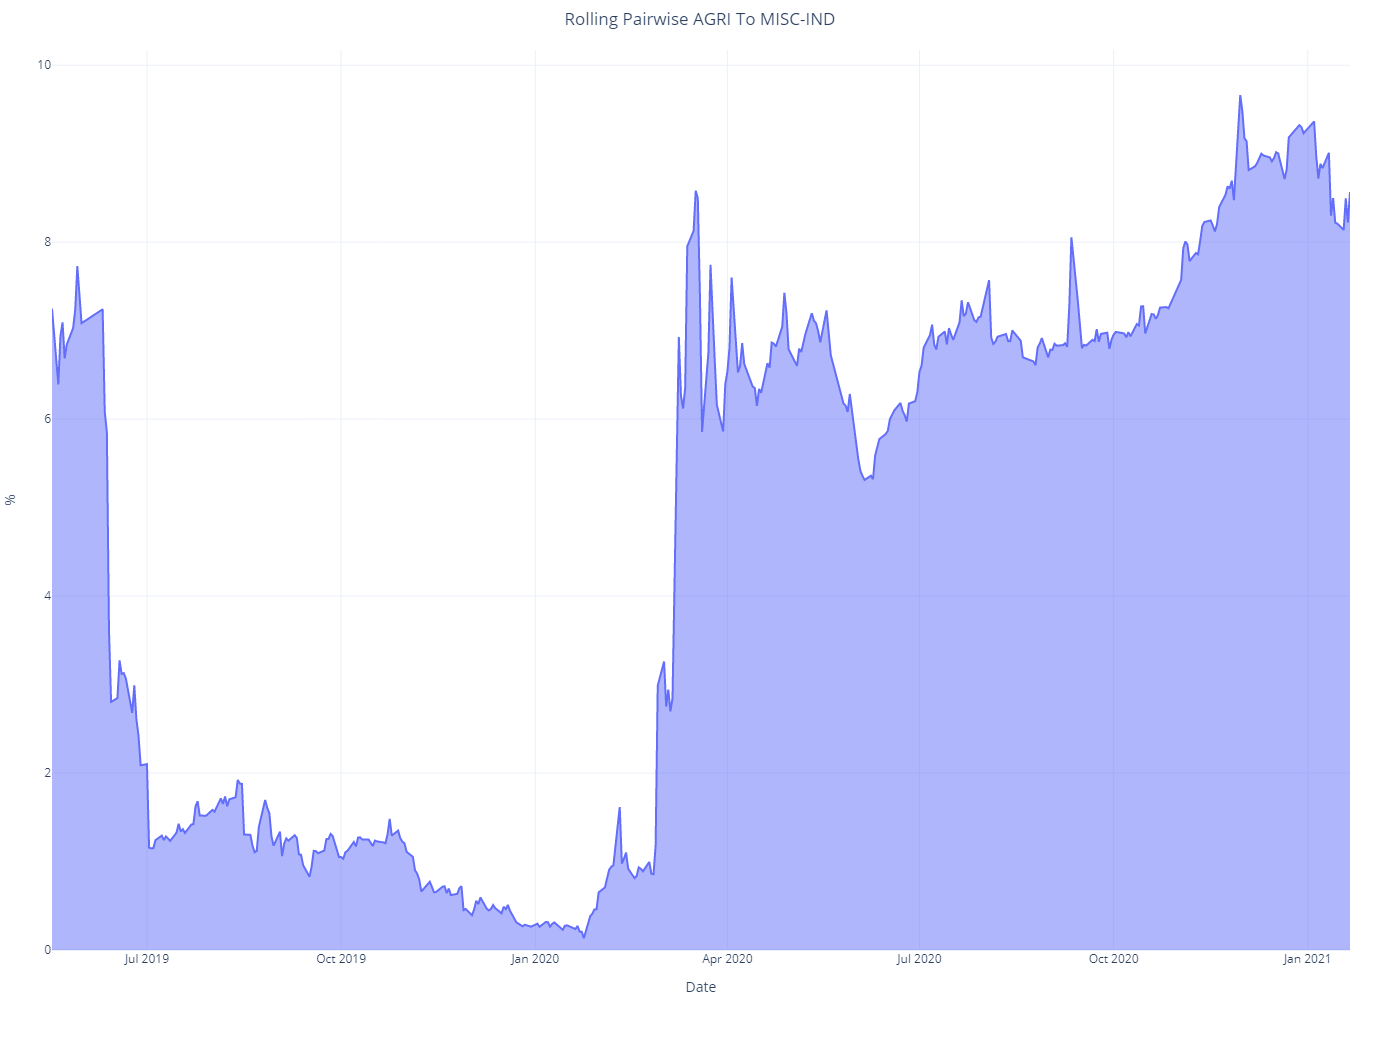 Rolling Pairwise AGRI To MISC-IND
10
8
6
4
2
0
%
Jul 2019
Oct 2019
Jan 2020
Apr 2020
Jul 2020
Oct 2020
Jan 2021
Date